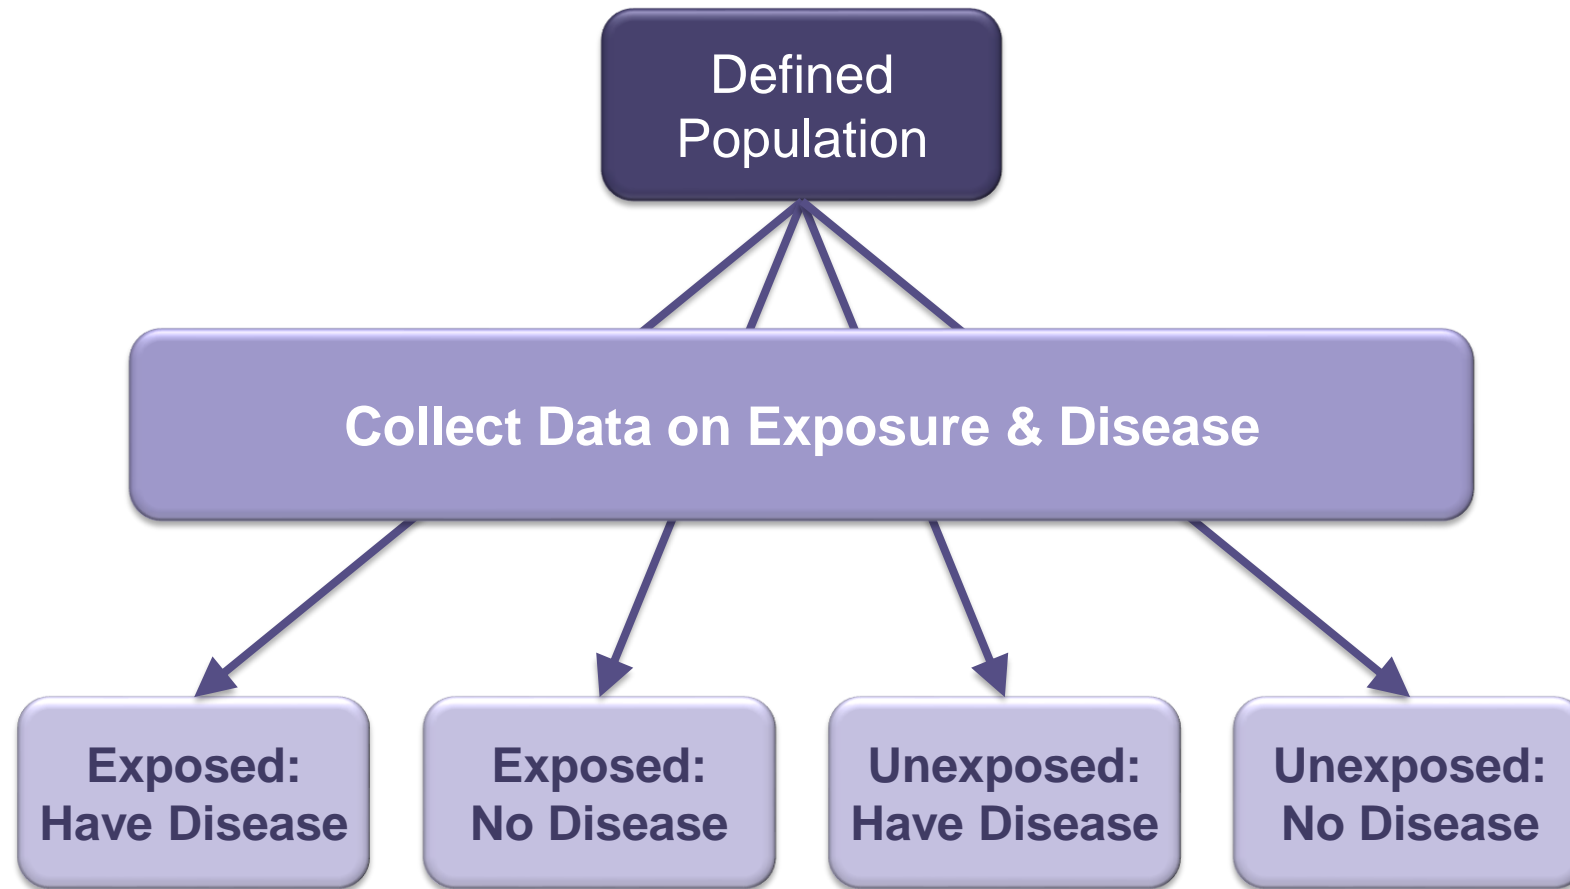 Defined
Population
Collect Data on Exposure & Disease
Exposed:
Have Disease
Exposed:
No Disease
Unexposed:
Have Disease
Unexposed:
No Disease